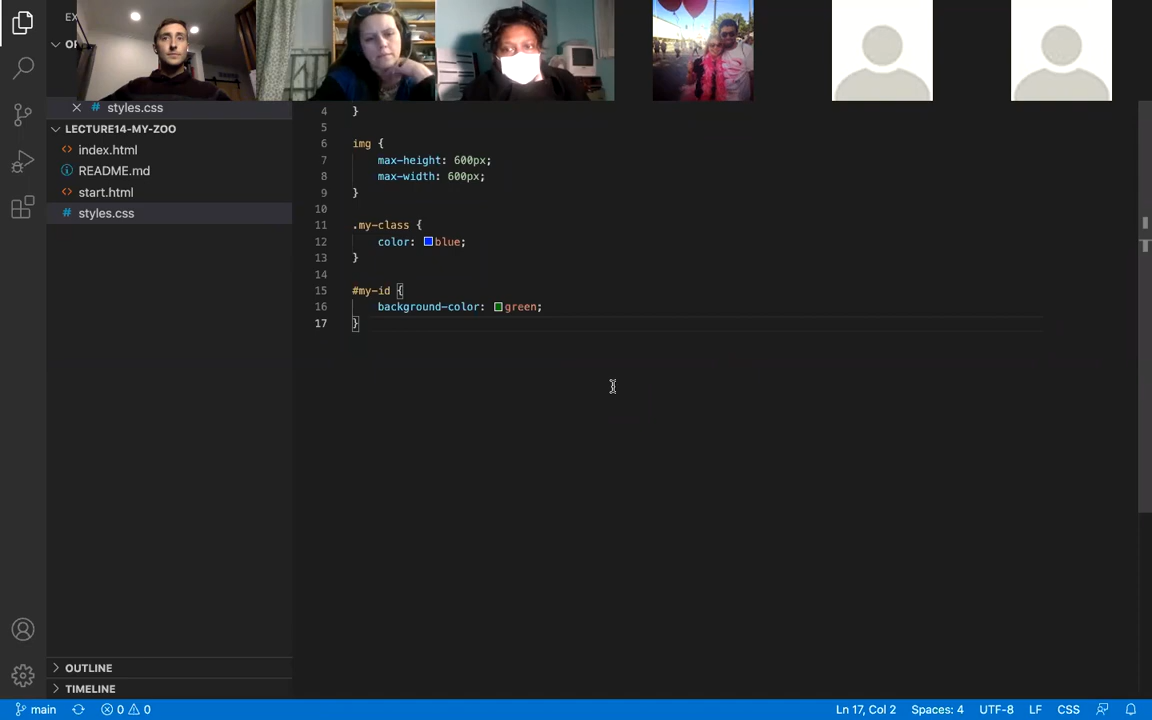 EX
OP
styles.css
LECTURE14-MY-ZOO
index.html
README.md
start.html
styles.css
OUTLINE
TIMELINE
4 }
5
6 img {
7 max-height: 600px;
8 max-width: 600px;
9 }
10
11 .my-class {
12 color: blue;
13 }
14
15 #my-id {
16 background-color: green;
17 }
main 0 0 Ln 17, Col 2 Spaces: 4 UTF-8 LF CSS